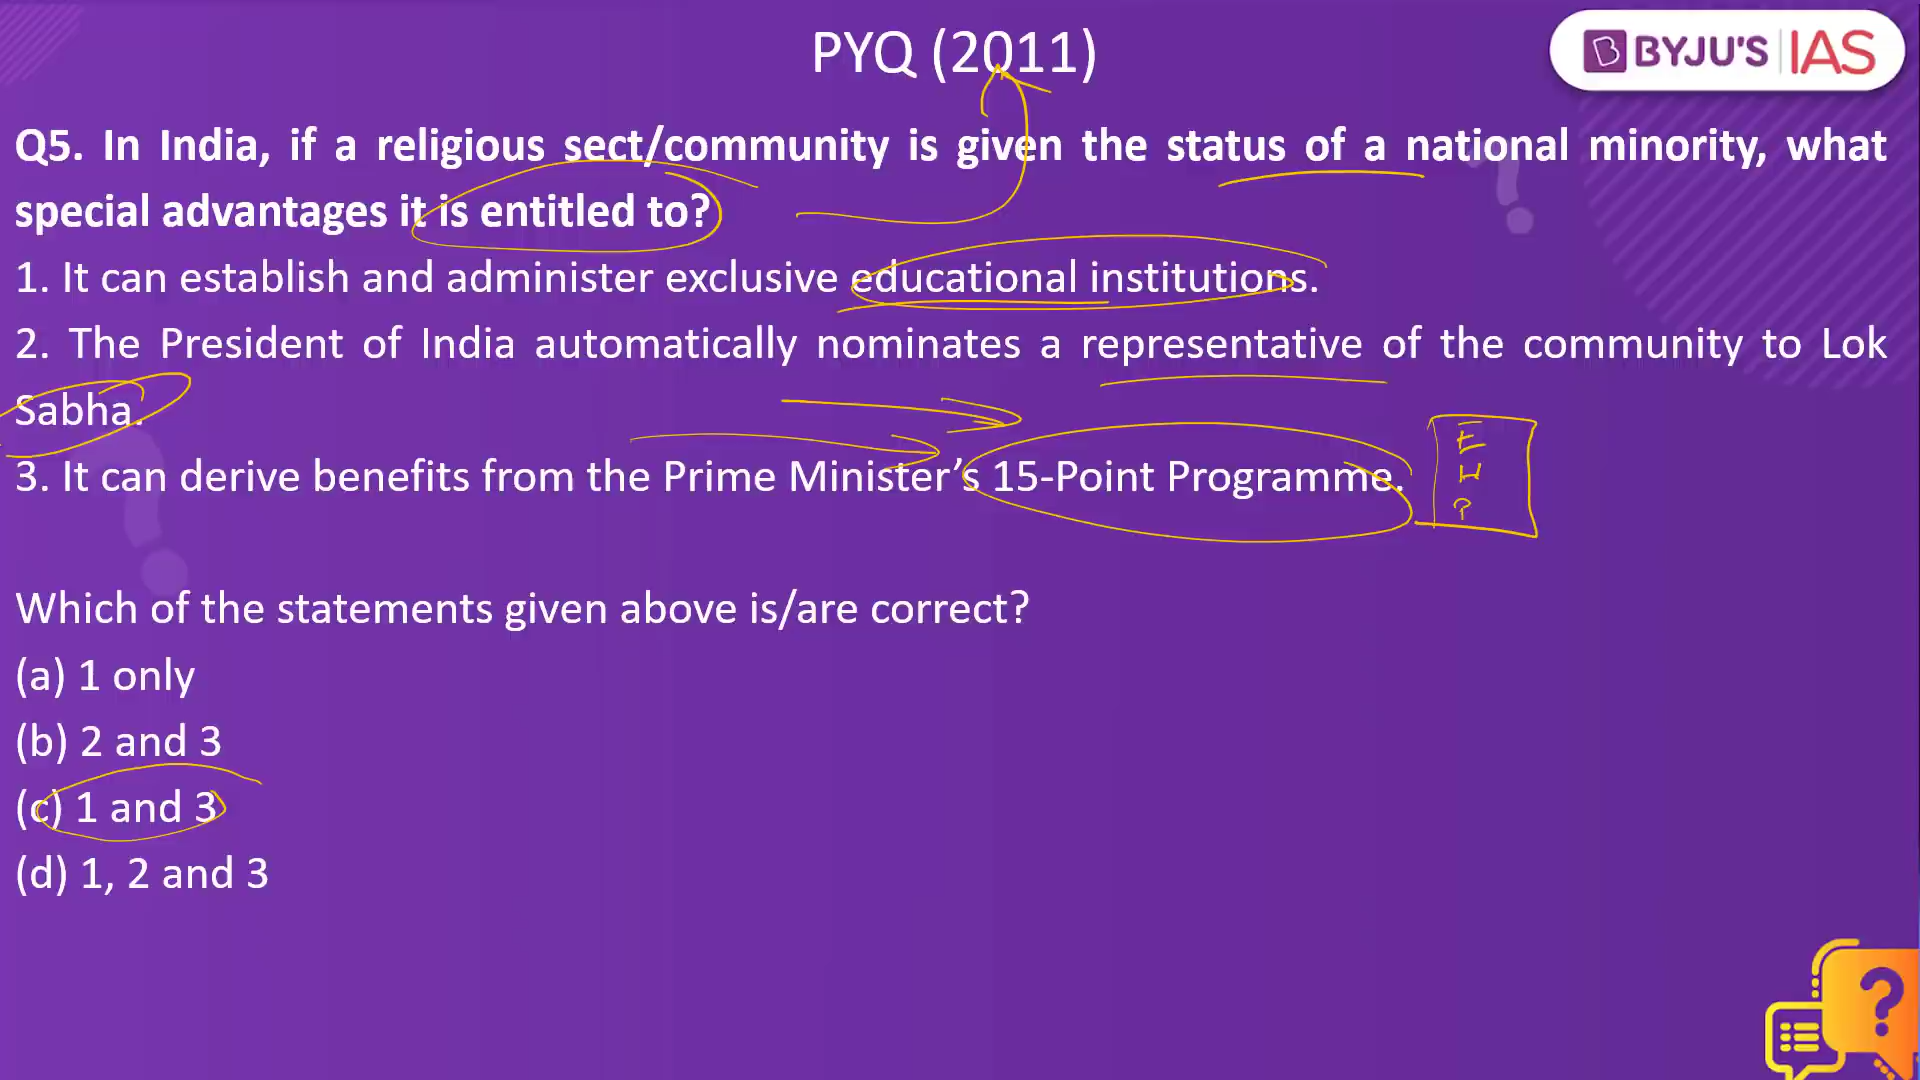 PYQ (2011)
BYJU'S IAS
Q5. In India, if a religious sect/community is given the status of a national minority, what
special advantages it is entitled to?
1. It can establish and administer exclusive educational institutions.
2. The President of India automatically nominates a representative of the community to Lok
Sabha.
3. It can derive benefits from the Prime Minister’s 15-Point Programme.
E
H
P
Which of the statements given above is/are correct?
(a) 1 only
(b) 2 and 3
(c) 1 and 3
(d) 1, 2 and 3